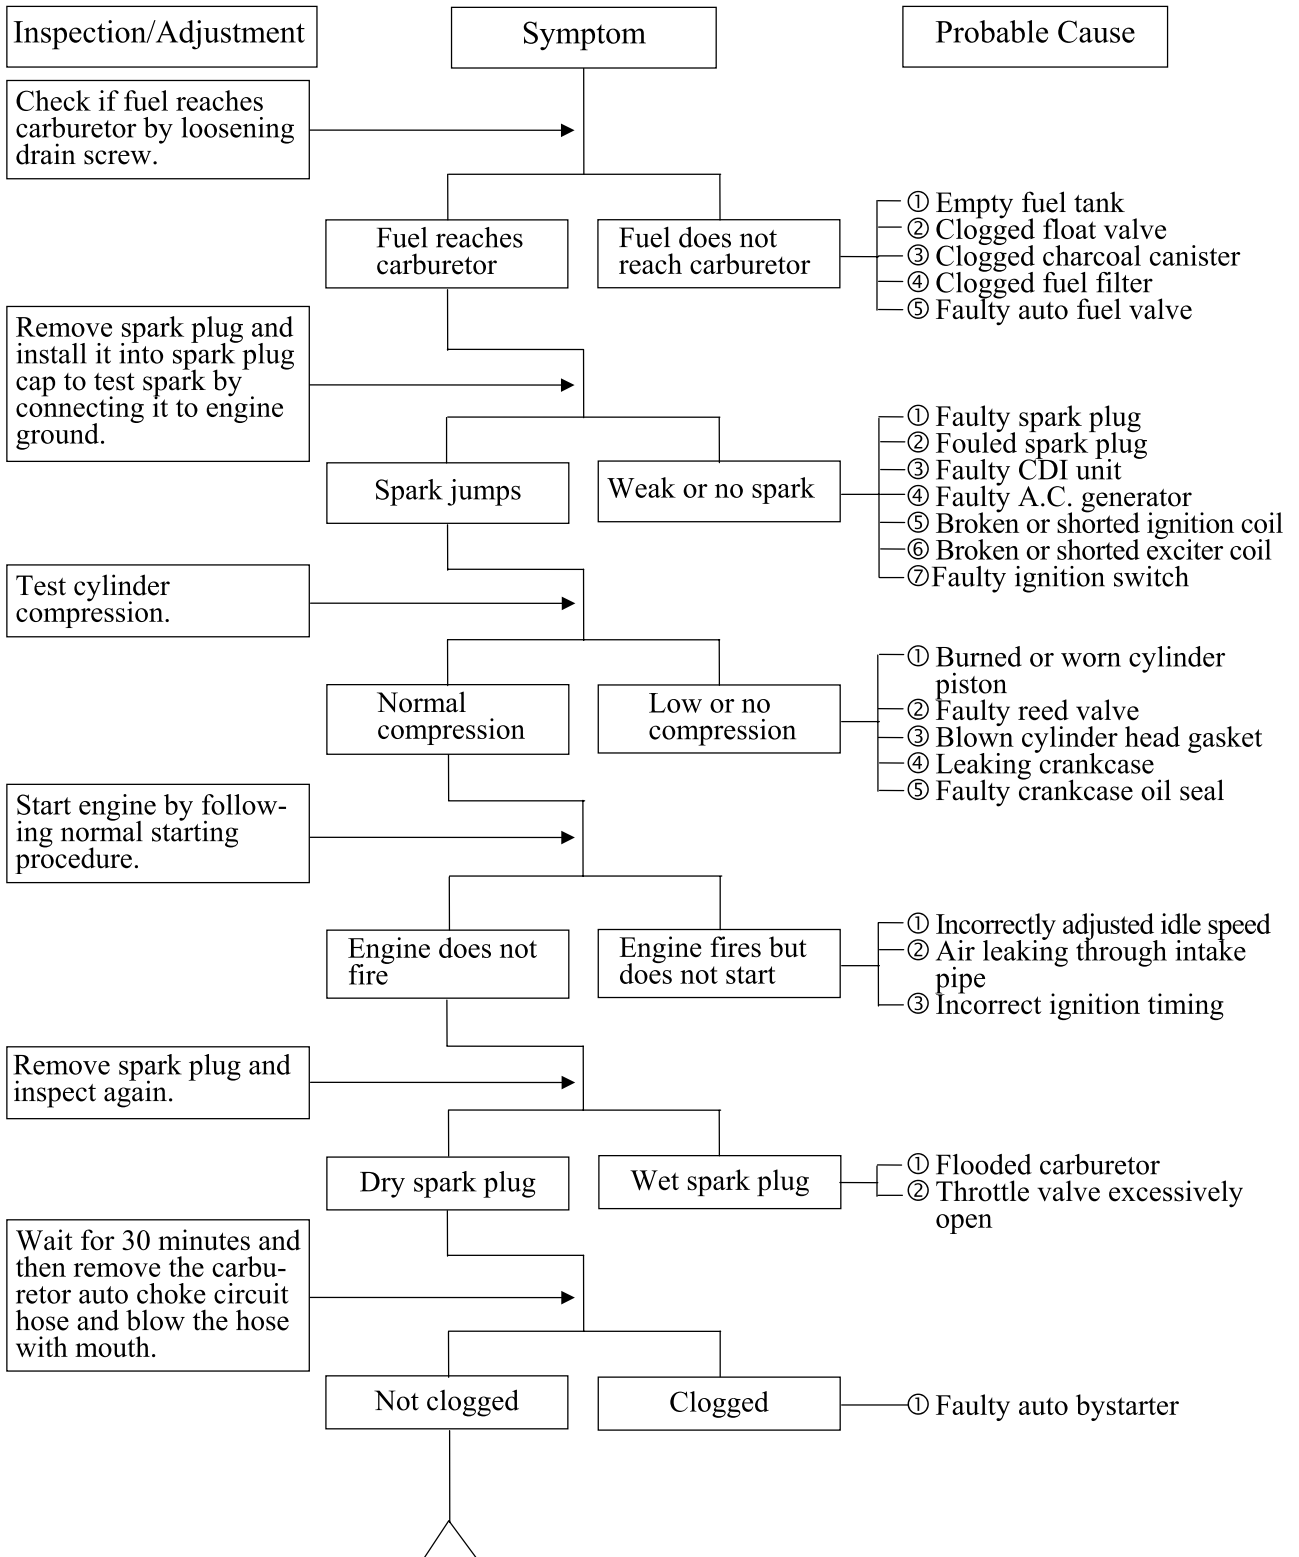 Inspection/Adjustment
Symptom
Probable Cause
Check if fuel reaches
carburetor by loosening
drain screw.
Fuel reaches
carburetor
Fuel does not
reach carburetor
① Empty fuel tank
② Clogged float valve
③ Clogged charcoal canister
④ Clogged fuel filter
⑤ Faulty auto fuel valve
Remove spark plug and
install it into spark plug
cap to test spark by
connecting it to engine
ground.
Spark jumps
Weak or no spark
① Faulty spark plug
② Fouled spark plug
③ Faulty CDI unit
④ Faulty A.C. generator
⑤ Broken or shorted ignition coil
⑥ Broken or shorted exciter coil
⑦Faulty ignition switch
Test cylinder
compression.
Normal
compression
Low or no
compression
① Burned or worn cylinder
piston
② Faulty reed valve
③ Blown cylinder head gasket
④ Leaking crankcase
⑤ Faulty crankcase oil seal
Start engine by follow-
ing normal starting
procedure.
Engine does not
fire
Engine fires but
does not start
① Incorrectly adjusted idle speed
② Air leaking through intake
pipe
③ Incorrect ignition timing
Remove spark plug and
inspect again.
Dry spark plug
Wet spark plug
① Flooded carburetor
② Throttle valve excessively
open
Wait for 30 minutes and
then remove the carbu-
retor auto choke circuit
hose and blow the hose
with mouth.
Not clogged
Clogged
① Faulty auto bystarter